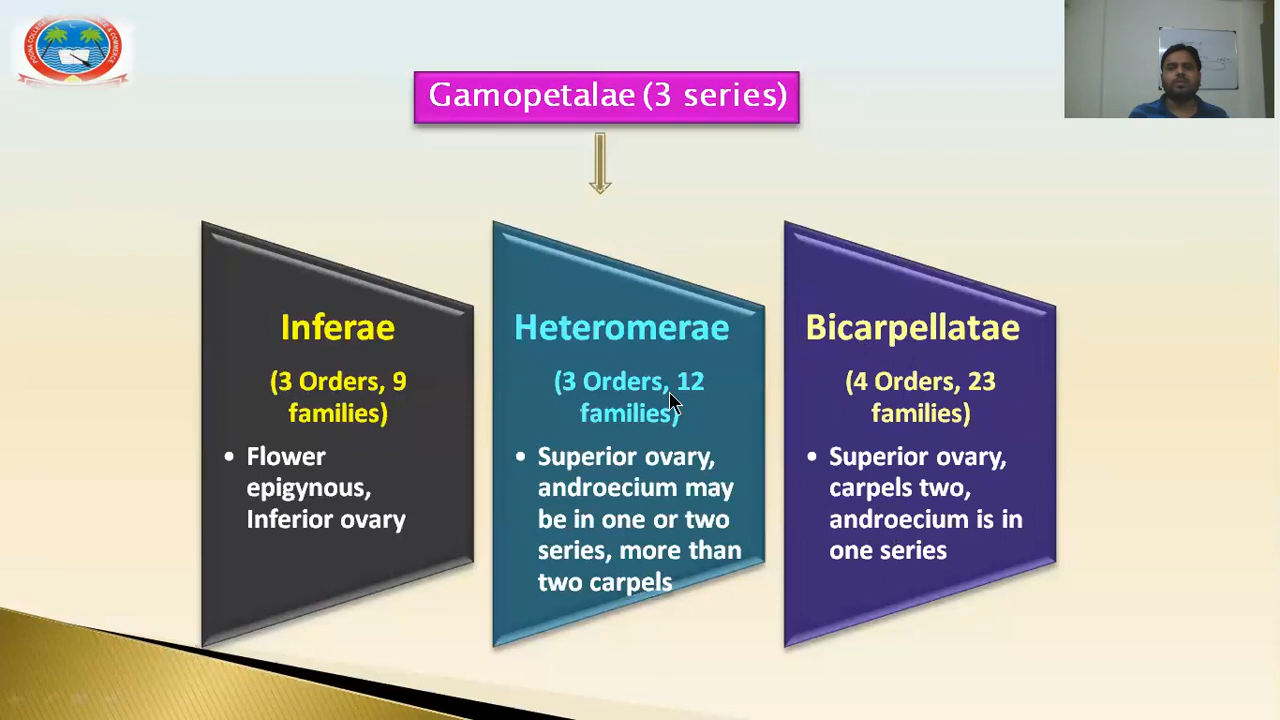 Gamopetalae (3 series)
Inferae
(3 Orders, 9
families)
• Flower
epigynous,
Inferior ovary
Heteromerae
(3 Orders, 12
families)
• Superior ovary,
androecium may
be in one or two
series, more than
two carpels
Bicarpellatae
(4 Orders, 23
families)
• Superior ovary,
carpels two,
androecium is in
one series